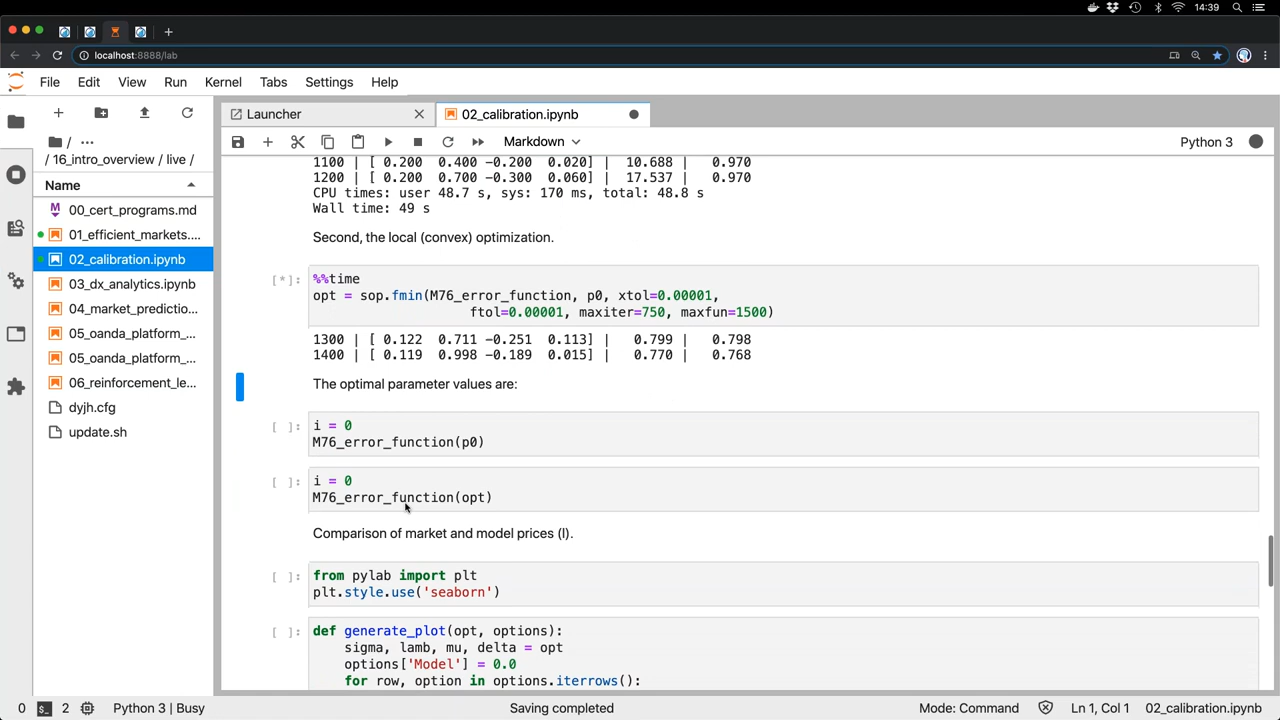 14:39
localhost:8888/lab
File Edit View Run Kernel Tabs Settings Help
Launcher
02_calibration.ipynb
Markdown
Python 3
/ ···
/ 16_intro_overview / live /
Name
00_cert_programs.md
01_efficient_markets....
02_calibration.ipynb
03_dx_analytics.ipynb
04_market_predictio...
05_oanda_platform_...
05_oanda_platform_...
06_reinforcement_le...
dyjh.cfg
update.sh
1100 | [ 0.200 0.400 -0.200 0.020] | 10.688 | 0.970
1200 | [ 0.200 0.700 -0.300 0.060] | 17.537 | 0.970
CPU times: user 48.7 s, sys: 170 ms, total: 48.8 s
Wall time: 49 s
Second, the local (convex) optimization.
[*]: %%time
opt = sop.fmin(M76_error_function, p0, xtol=0.00001,
ftol=0.00001, maxiter=750, maxfun=1500)
1300 | [ 0.122 0.711 -0.251 0.113] | 0.799 | 0.798
1400 | [ 0.119 0.998 -0.189 0.015] | 0.770 | 0.768
The optimal parameter values are:
[ ]: i = 0
M76_error_function(p0)
[ ]: i = 0
M76_error_function(opt)
Comparison of market and model prices (I).
[ ]: from pylab import plt
plt.style.use('seaborn')
[ ]: def generate_plot(opt, options):
sigma, lamb, mu, delta = opt
options['Model'] = 0.0
for row, option in options.iterrows():
0 $_ 2 Python 3 | Busy Saving completed Mode: Command Ln 1, Col 1 02_calibration.ipynb